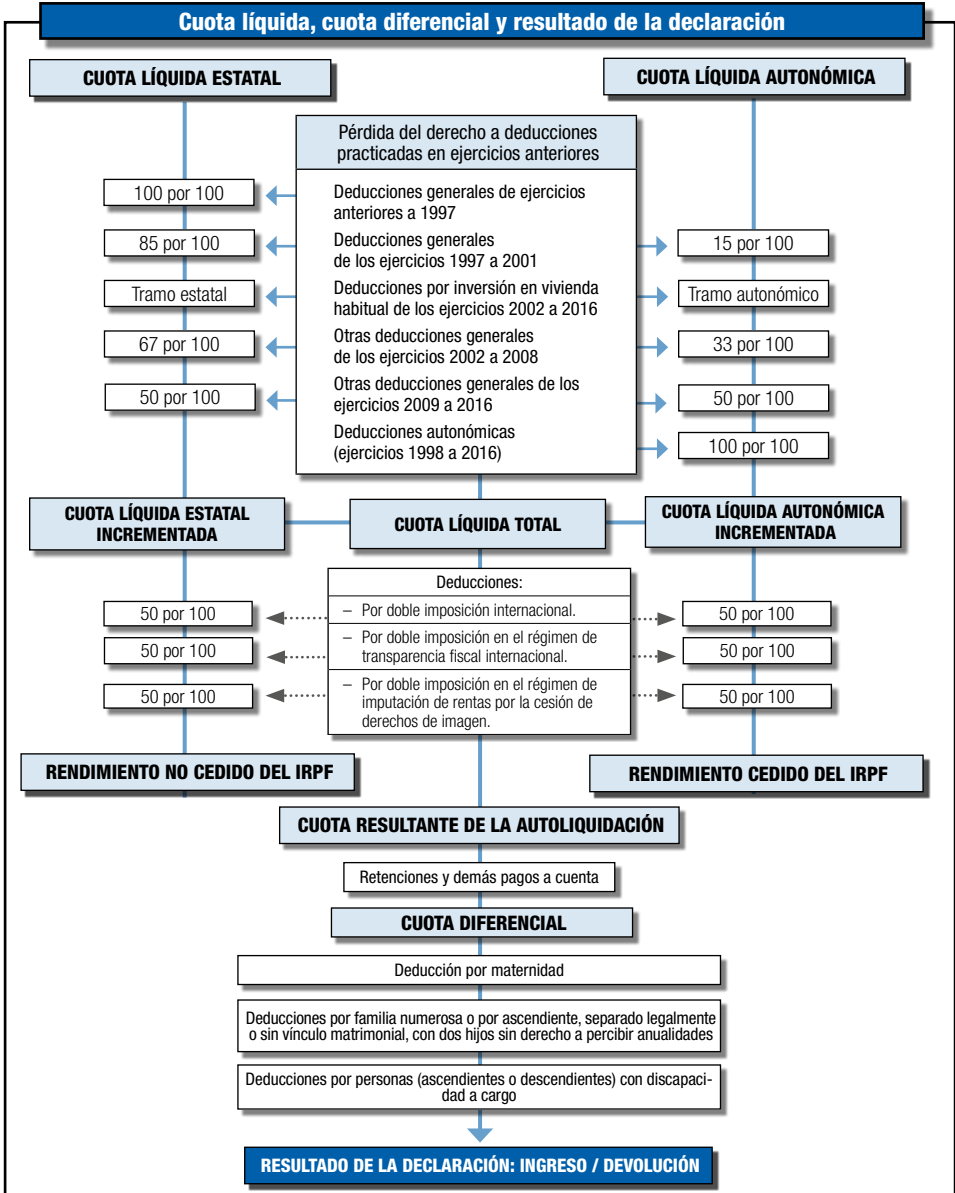 Cuota líquida, cuota diferencial y resultado de la declaración
CUOTA LÍQUIDA ESTATAL
CUOTA LÍQUIDA AUTONÓMICA
Pérdida del derecho a deducciones
practicadas en ejercicios anteriores
100 por 100
Deducciones generales de ejercicios
anteriores a 1997
85 por 100
Deducciones generales
de los ejercicios 1997 a 2001
15 por 100
Tramo estatal
Deducciones por inversión en vivienda
habitual de los ejercicios 2002 a 2016
Tramo autonómico
67 por 100
Otras deducciones generales
de los ejercicios 2002 a 2008
33 por 100
50 por 100
Otras deducciones generales de los
ejercicios 2009 a 2016
50 por 100
Deducciones autonómicas
(ejercicios 1998 a 2016)
100 por 100
CUOTA LÍQUIDA ESTATAL
INCREMENTADA
CUOTA LÍQUIDA TOTAL
CUOTA LÍQUIDA AUTONÓMICA
INCREMENTADA
Deducciones:
50 por 100
– Por doble imposición internacional.
50 por 100
50 por 100
– Por doble imposición en el régimen de
transparencia fiscal internacional.
50 por 100
50 por 100
– Por doble imposición en el régimen de
imputación de rentas por la cesión de
derechos de imagen.
50 por 100
RENDIMIENTO NO CEDIDO DEL IRPF
RENDIMIENTO CEDIDO DEL IRPF
CUOTA RESULTANTE DE LA AUTOLIQUIDACIÓN
Retenciones y demás pagos a cuenta
CUOTA DIFERENCIAL
Deducción por maternidad
Deducciones por familia numerosa o por ascendiente, separado legalmente
o sin vínculo matrimonial, con dos hijos sin derecho a percibir anualidades
Deducciones por personas (ascendientes o descendientes) con discapaci-
dad a cargo
RESULTADO DE LA DECLARACIÓN: INGRESO / DEVOLUCIÓN